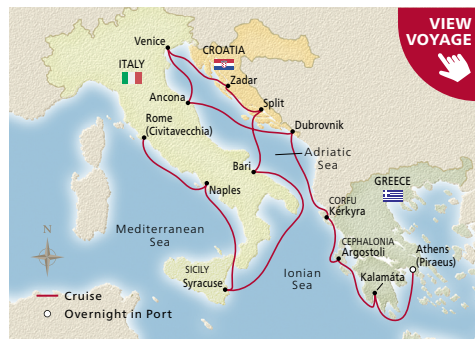 VIEW
VOYAGE
Venice
CROATIA
ITALY
Zadar
Ancona
Split
Rome
(Civitavecchia)
Dubrovnik
Adriatic
Sea
Bari
Naples
GREECE
CORFU
Kérkyra
Mediterranean
Sea
CEPHALONIA
Argostoli
Athens
(Piraeus)
N
SICILY
Syracuse
Ionian
Sea
Kalamáta
Cruise
Overnight in Port